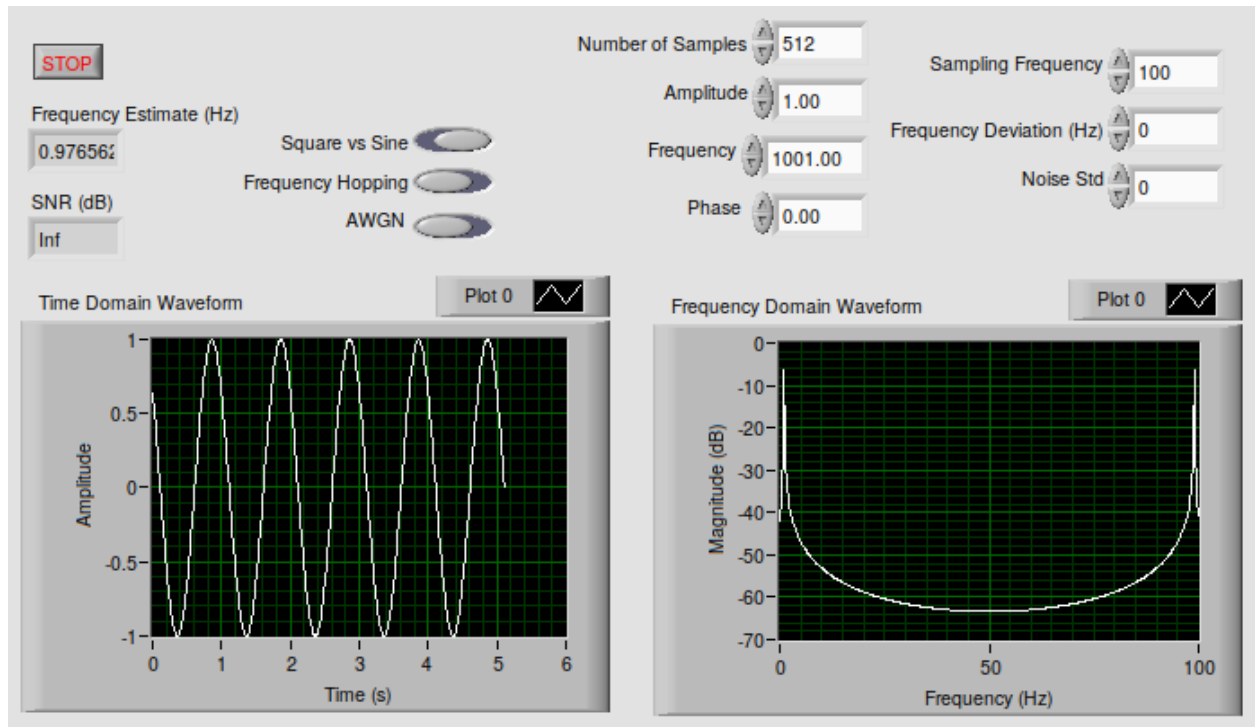 STOP
Frequency Estimate (Hz)
0.976562
SNR (dB)
Inf
Square vs Sine
Frequency Hopping
AWGN
Number of Samples 512
Amplitude 1.00
Frequency 1001.00
Phase 0.00
Sampling Frequency 100
Frequency Deviation (Hz) 0
Noise Std 0
Time Domain Waveform
Plot 0
1
0.5
0
-0.5
-1
Amplitude
0 1 2 3 4 5 6
Time (s)
Frequency Domain Waveform
Plot 0
0
-10
-20
-30
-40
-50
-60
-70
Magnitude (dB)
0 50 100
Frequency (Hz)